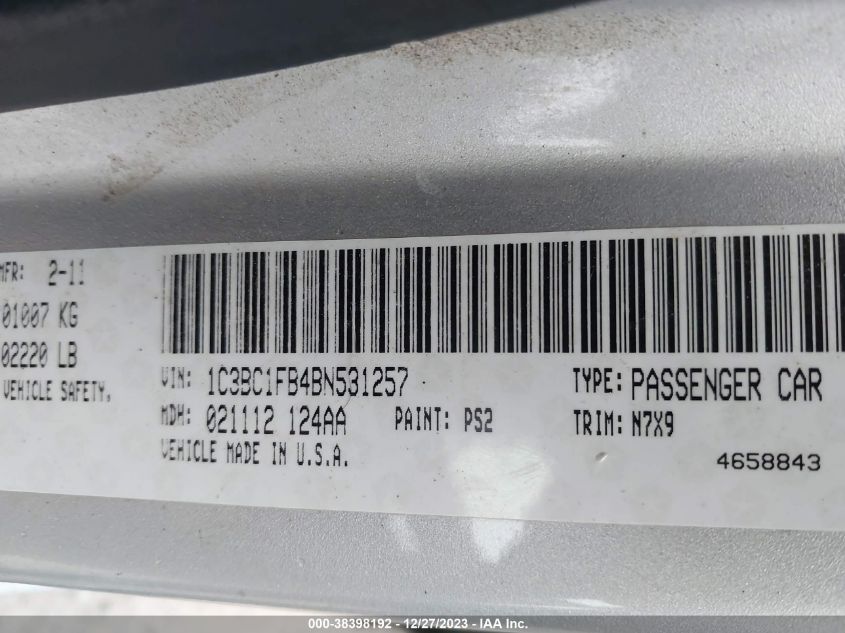 MFR: 2-11
01007 KG
02220 LB
VEHICLE SAFETY.
VIN: 1C3BC1FB4BN531257 TYPE: PASSENGER CAR
MDH: 021112 124AA PAINT: PS2 TRIM: N7X9
VEHICLE MADE IN U.S.A.
4658843
000-38398192 - 12/27/2023 - IAA Inc.